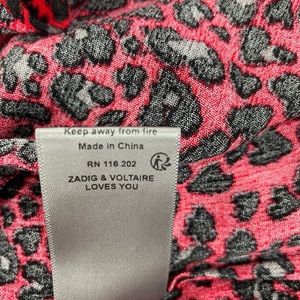 Keep away from fire
Made in China
RN 116 202
ZADIG & VOLTAIRE
LOVES YOU